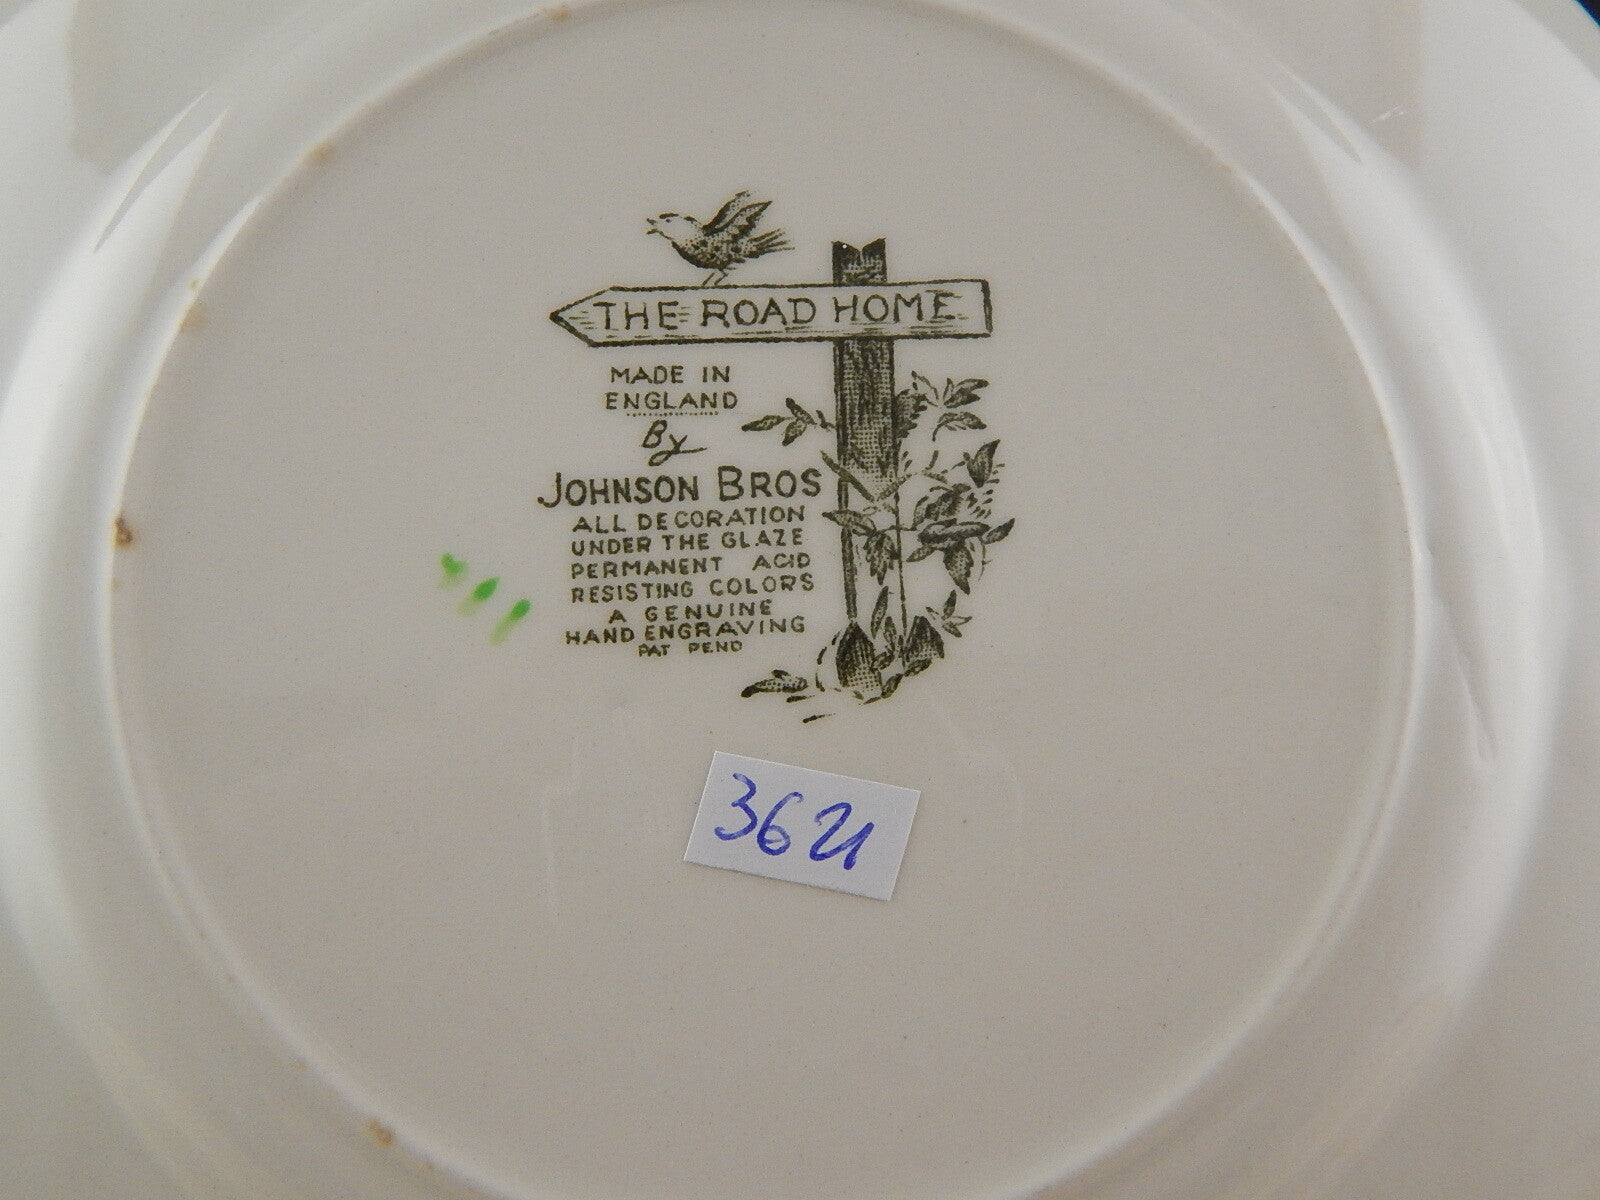 THE ROAD HOME
MADE IN
ENGLAND
By
JOHNSON BROS
ALL DECORATION
UNDER THE GLAZE
PERMANENT ACID
RESISTING COLORS
A GENUINE
HAND ENGRAVING
PAT PEND
3621